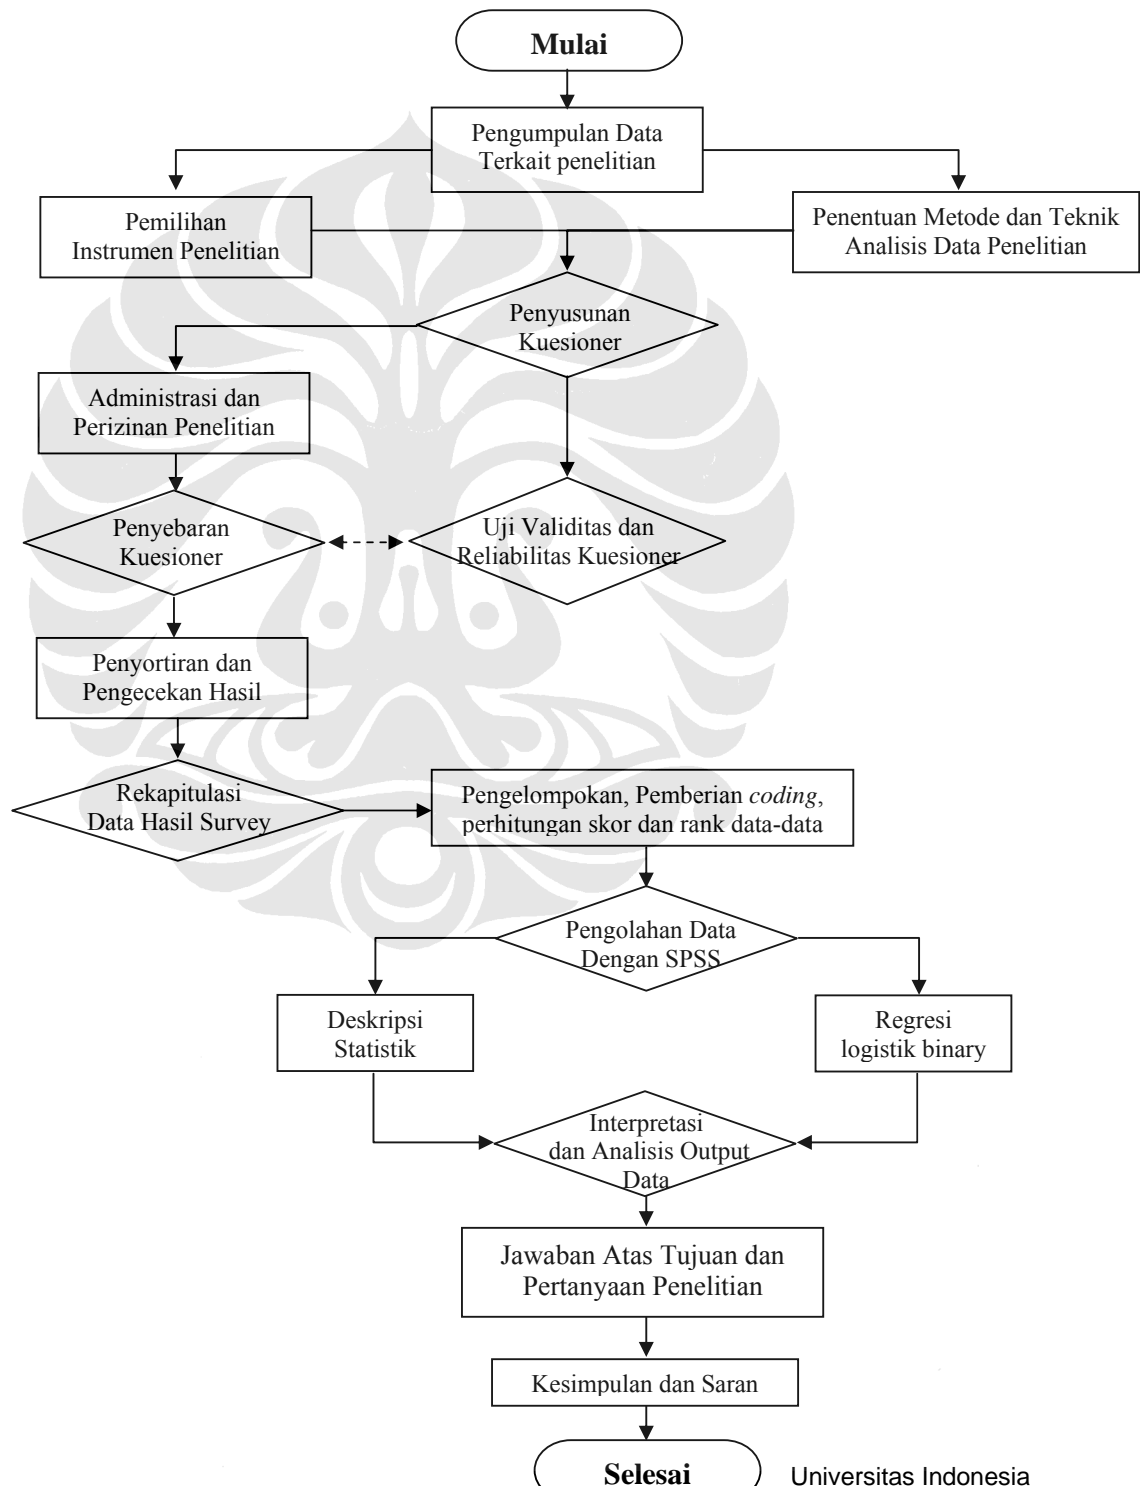 Mulai
Pengumpulan Data
Terkait penelitian
Pemilihan
Instrumen Penelitian
Penentuan Metode dan Teknik
Analisis Data Penelitian
Penyusunan
Kuesioner
Administrasi dan
Perizinan Penelitian
Penyebaran
Kuesioner
Uji Validitas dan
Reliabilitas Kuesioner
Penyortiran dan
Pengecekan Hasil
Rekapitulasi
Data Hasil Survey
Pengelompokan, Pemberian coding,
perhitungan skor dan rank data-data
Pengolahan Data
Dengan SPSS
Deskripsi
Statistik
Regresi
logistik binary
Interpretasi
dan Analisis Output
Data
Jawaban Atas Tujuan dan
Pertanyaan Penelitian
Kesimpulan dan Saran
Selesai
Universitas Indonesia